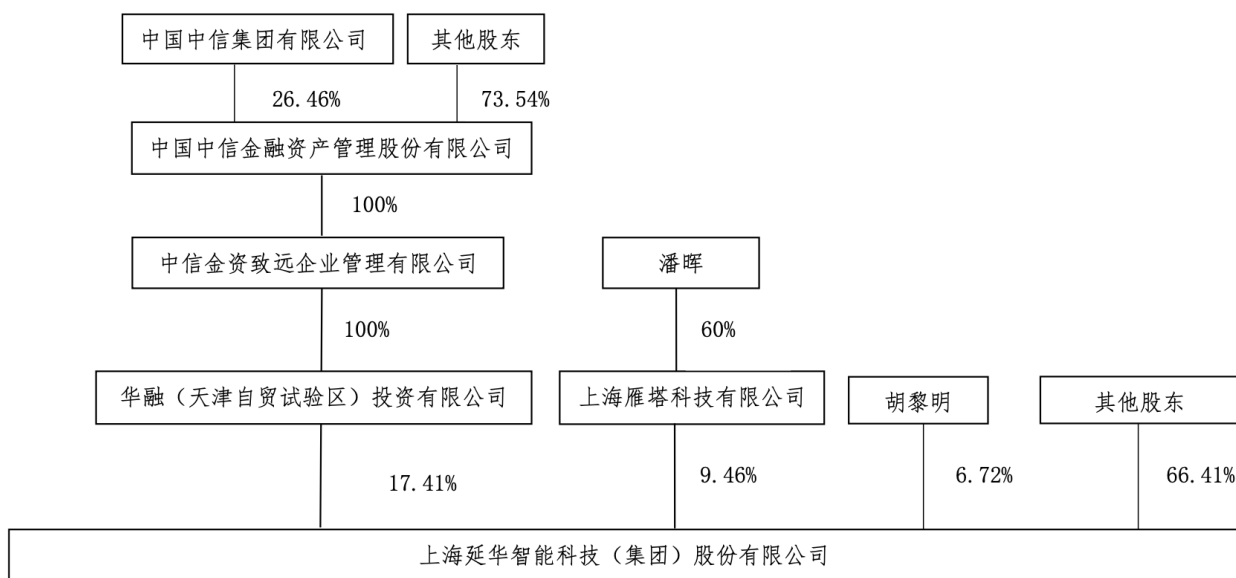 中国中信集团有限公司
其他股东
26.46%
73.54%
中国中信金融资产管理股份有限公司
100%
中信金资致远企业管理有限公司
潘晖
100%
60%
华融（天津自贸试验区）投资有限公司
上海雁塔科技有限公司
胡黎明
其他股东
17.41%
9.46%
6.72%
66.41%
上海延华智能科技（集团）股份有限公司